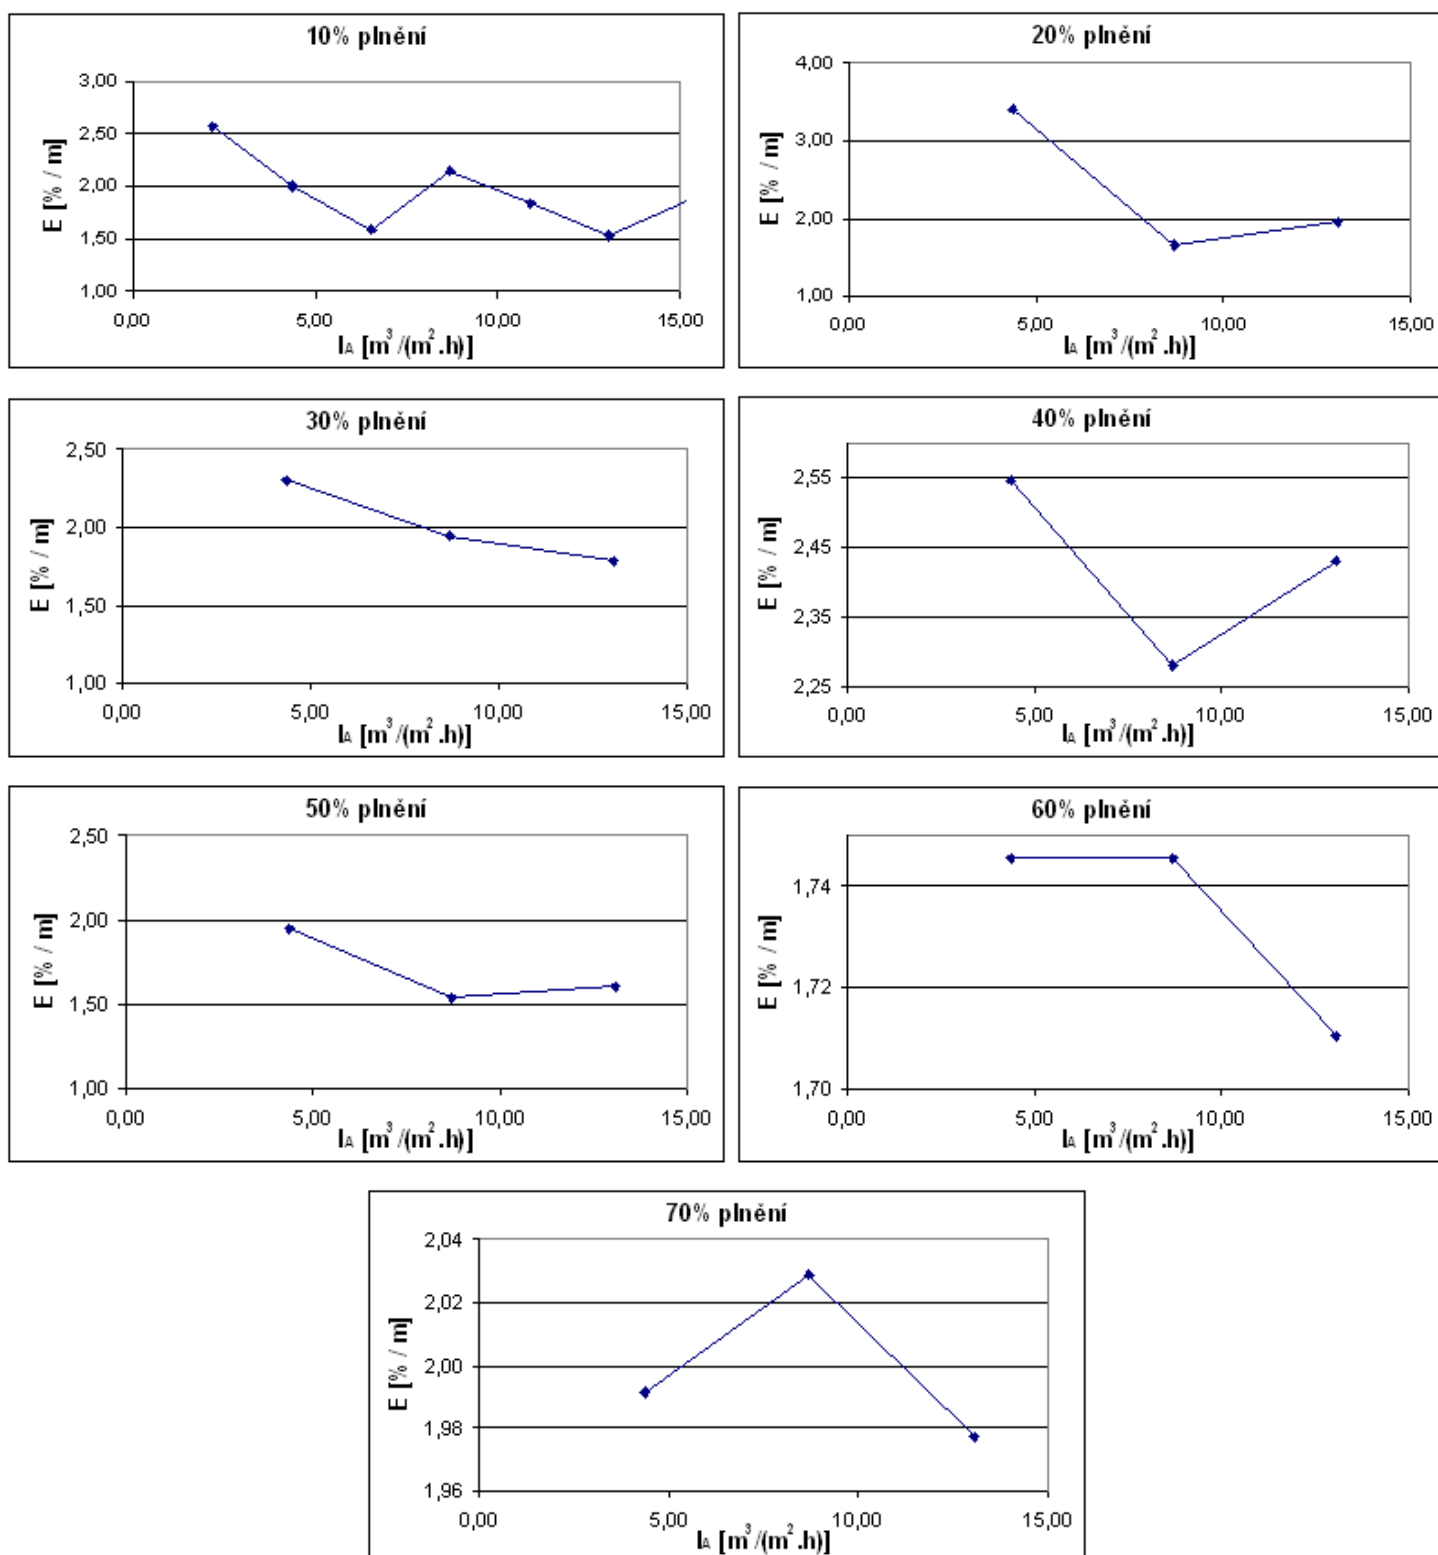 10% plnění
3,00
2,50
2,00
1,50
1,00
E [% / m]
0,00 5,00 10,00 15,00
IA [m³/(m².h)]
20% plnění
4,00
3,00
2,00
1,00
E [% / m]
0,00 5,00 10,00 15,00
IA [m³/(m².h)]
30% plnění
2,50
2,00
1,50
1,00
E [% / m]
0,00 5,00 10,00 15,00
IA [m³/(m².h)]
40% plnění
2,55
2,45
2,35
2,25
E [% / m]
0,00 5,00 10,00 15,00
IA [m³/(m².h)]
50% plnění
2,50
2,00
1,50
1,00
E [% / m]
0,00 5,00 10,00 15,00
IA [m³/(m².h)]
60% plnění
1,74
1,72
1,70
E [% / m]
0,00 5,00 10,00 15,00
IA [m³/(m².h)]
70% plnění
2,04
2,02
2,00
1,98
1,96
E [% / m]
0,00 5,00 10,00 15,00
IA [m³/(m².h)]